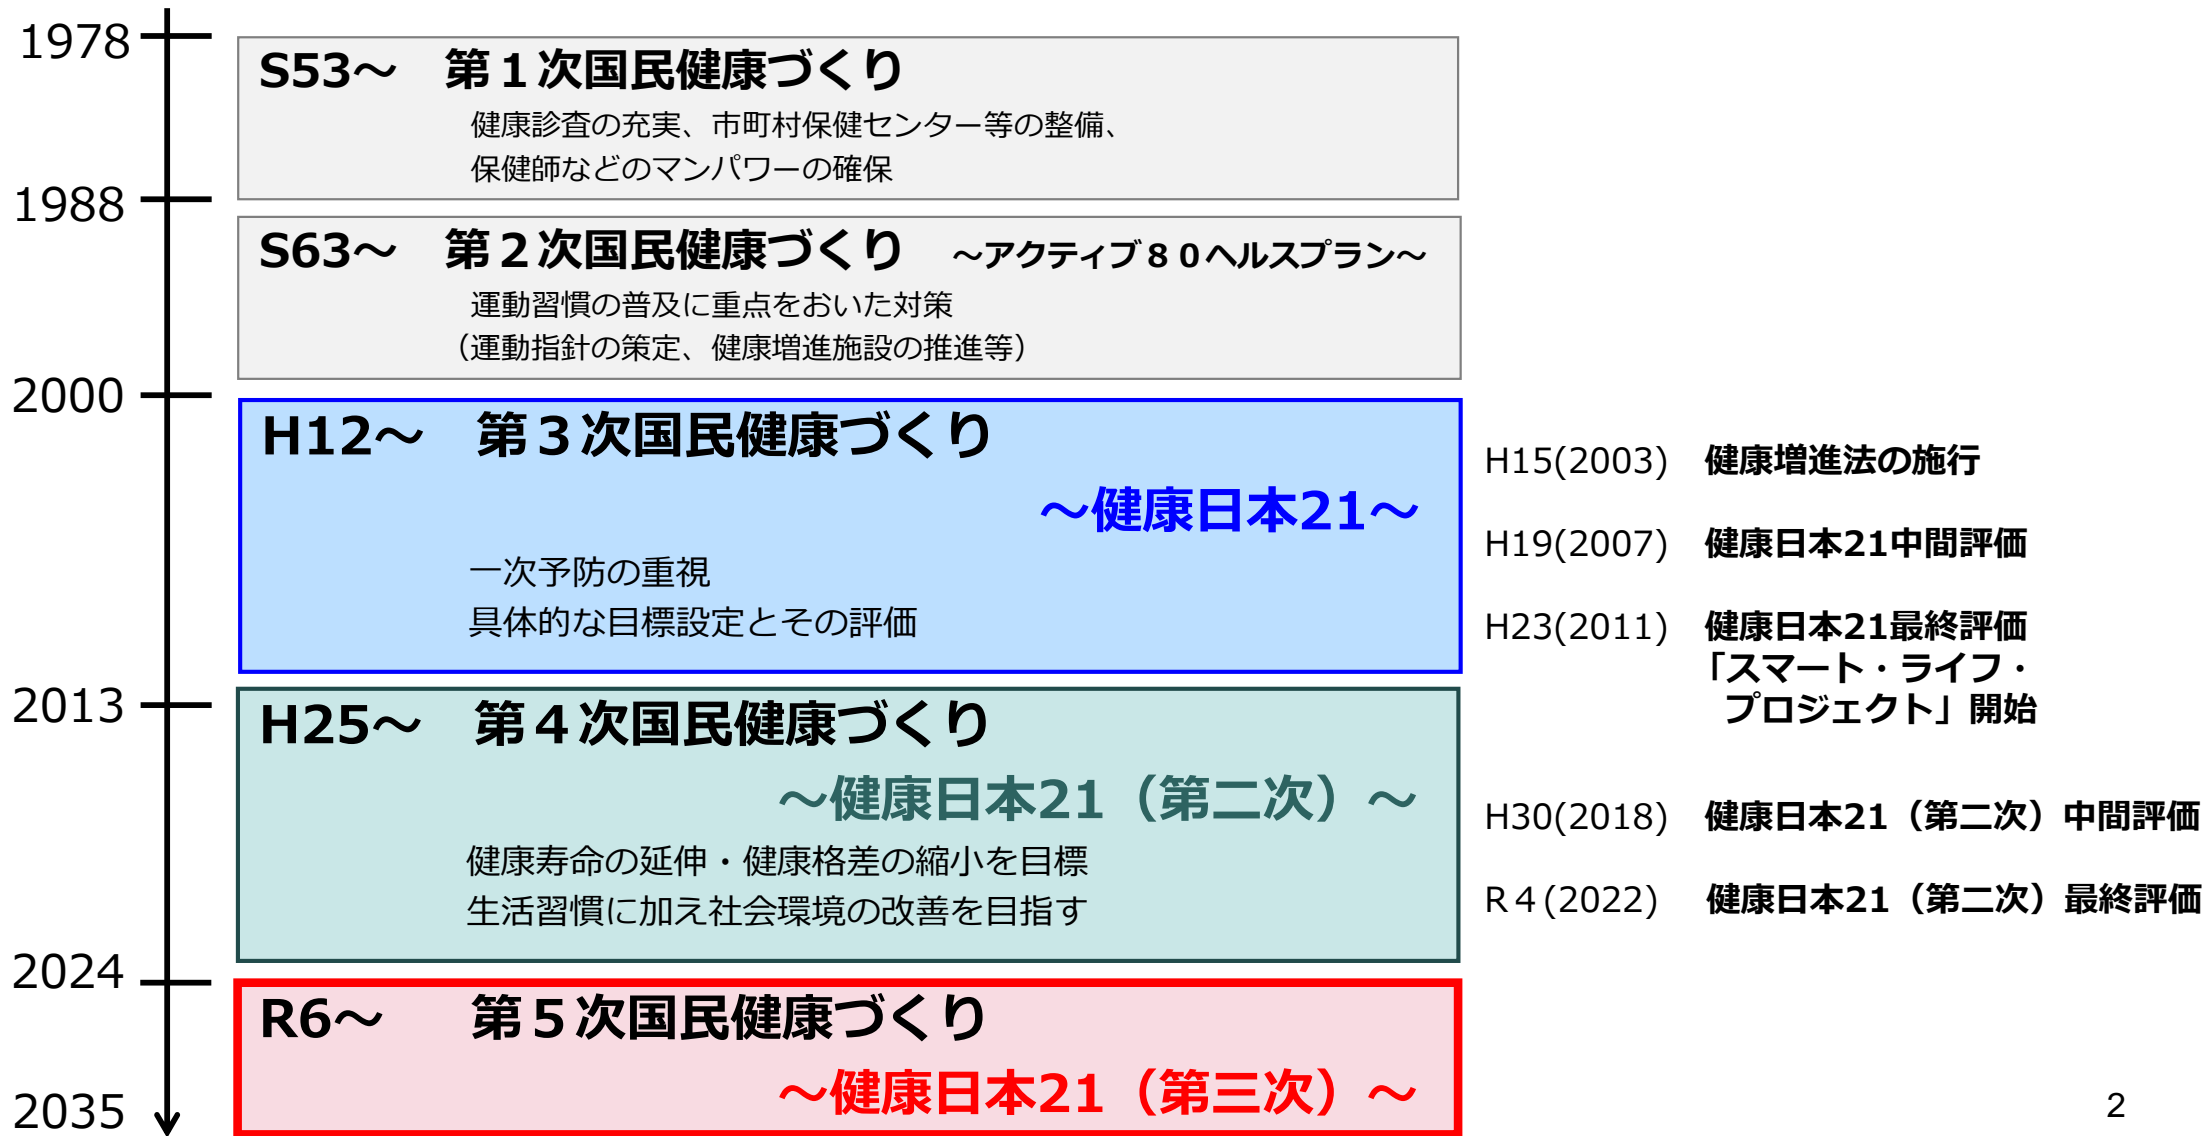 1978
S53～　第１次国民健康づくり
健康診査の充実、市町村保健センター等の整備、
保健師などのマンパワーの確保
1988
S63～　第２次国民健康づくり　～アクティブ８０ヘルスプラン～
運動習慣の普及に重点をおいた対策
（運動指針の策定、健康増進施設の推進等）
2000
H12～　第３次国民健康づくり
～健康日本21～
一次予防の重視
具体的な目標設定とその評価
H15(2003)　健康増進法の施行
H19(2007)　健康日本21中間評価
H23(2011)　健康日本21最終評価
「スマート・ライフ・
プロジェクト」開始
2013
H25～　第４次国民健康づくり
～健康日本21（第二次）～
健康寿命の延伸・健康格差の縮小を目標
生活習慣に加え社会環境の改善を目指す
H30(2018)　健康日本21（第二次）中間評価
R４(2022)　健康日本21（第二次）最終評価
2024
R6～　第５次国民健康づくり
～健康日本21（第三次）～
2035
2